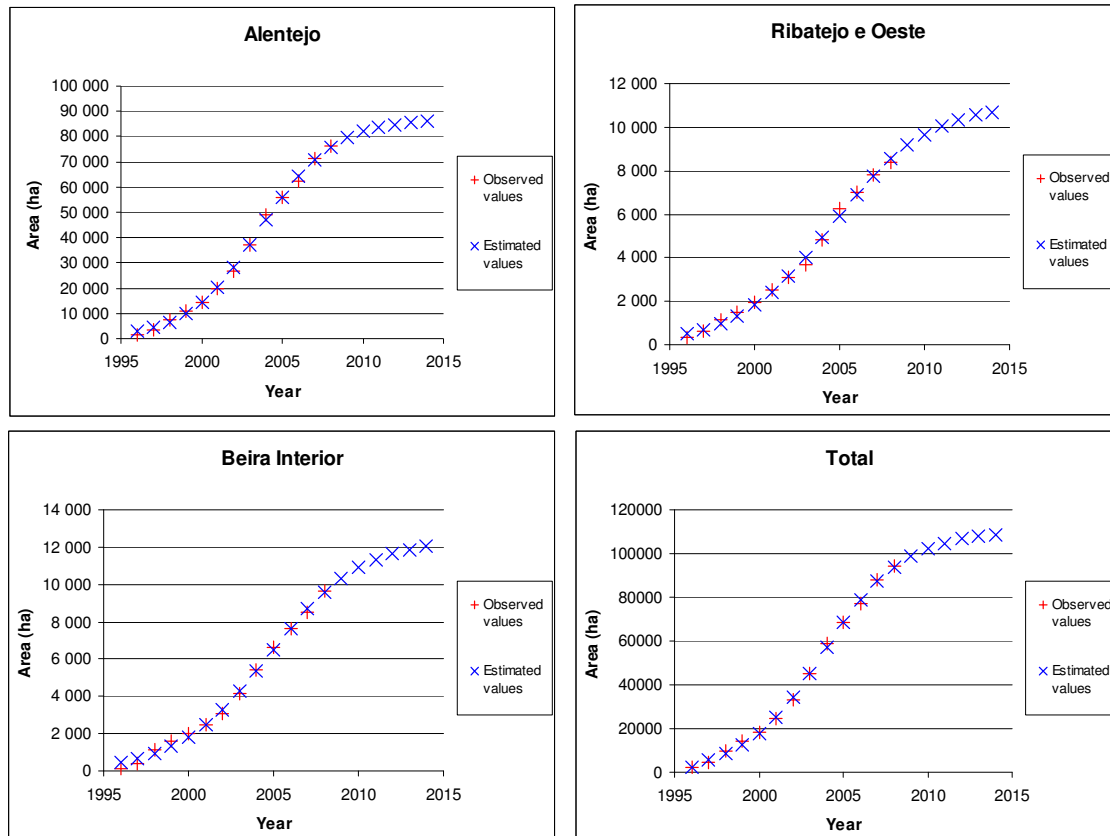 Alentejo
100 000
90 000
80 000
70 000
60 000
50 000
40 000
30 000
20 000
10 000
0
1995 2000 2005 2010 2015
Area (ha)
Year
Observed
values
Estimated
values
Ribatejo e Oeste
12 000
10 000
8 000
6 000
4 000
2 000
0
1995 2000 2005 2010 2015
Area (ha)
Year
Observed
values
Estimated
values
Beira Interior
14 000
12 000
10 000
8 000
6 000
4 000
2 000
0
1995 2000 2005 2010 2015
Area (ha)
Year
Observed
values
Estimated
values
Total
120000
100000
80000
60000
40000
20000
0
1995 2000 2005 2010 2015
Area (ha)
Year
Observed
values
Estimated
values